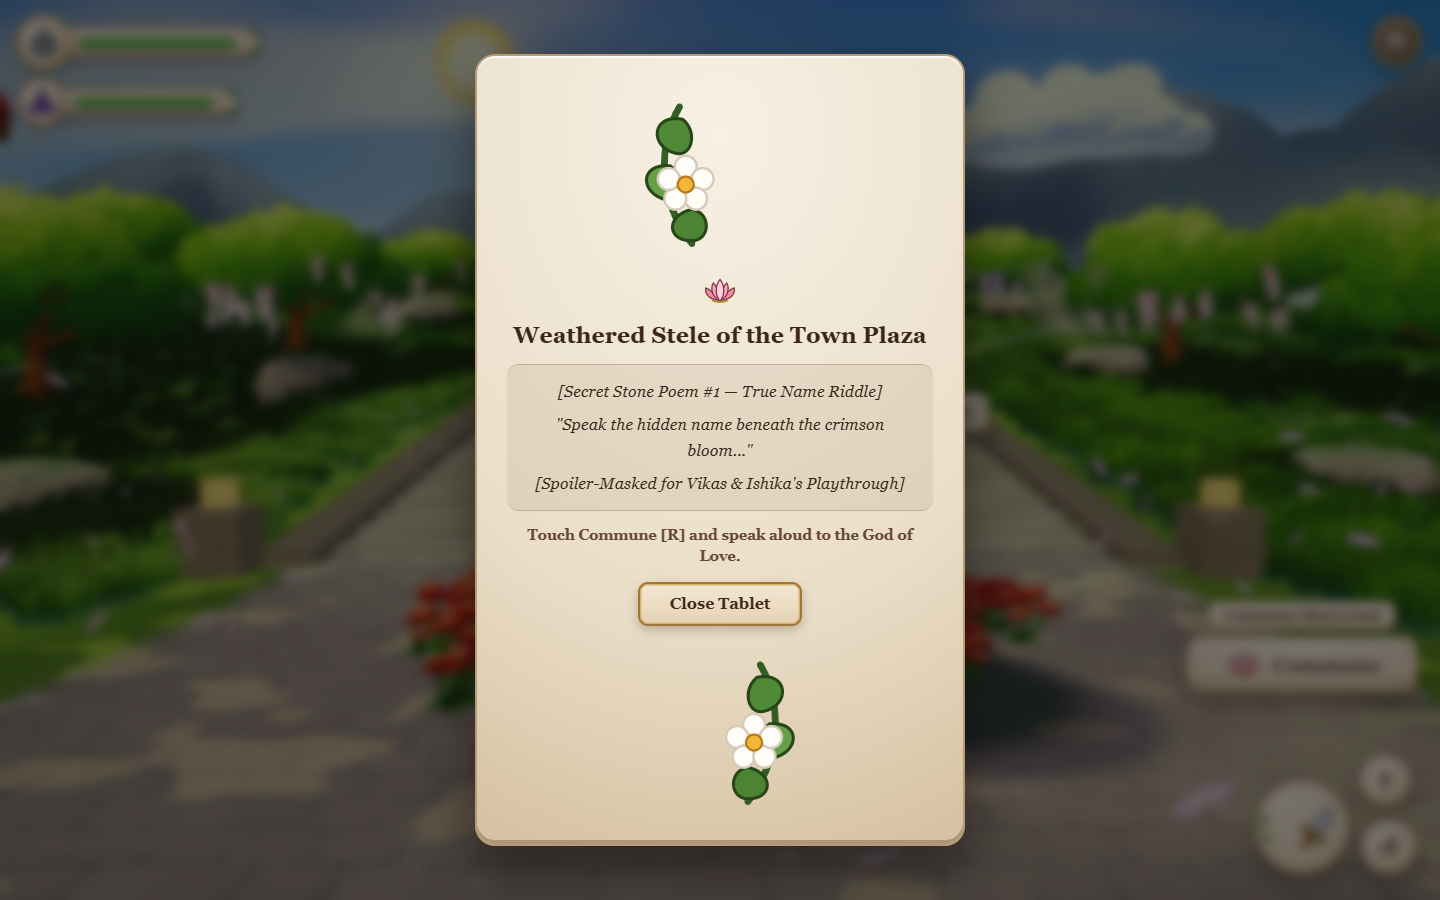 Weathered Stele of the Town Plaza
[Secret Stone Poem #1 — True Name Riddle]
"Speak the hidden name beneath the crimson
bloom..."
[Spoiler-Masked for Vikas & Ishika's Playthrough]
Touch Commune [R] and speak aloud to the God of
Love.
Close Tablet
Commune